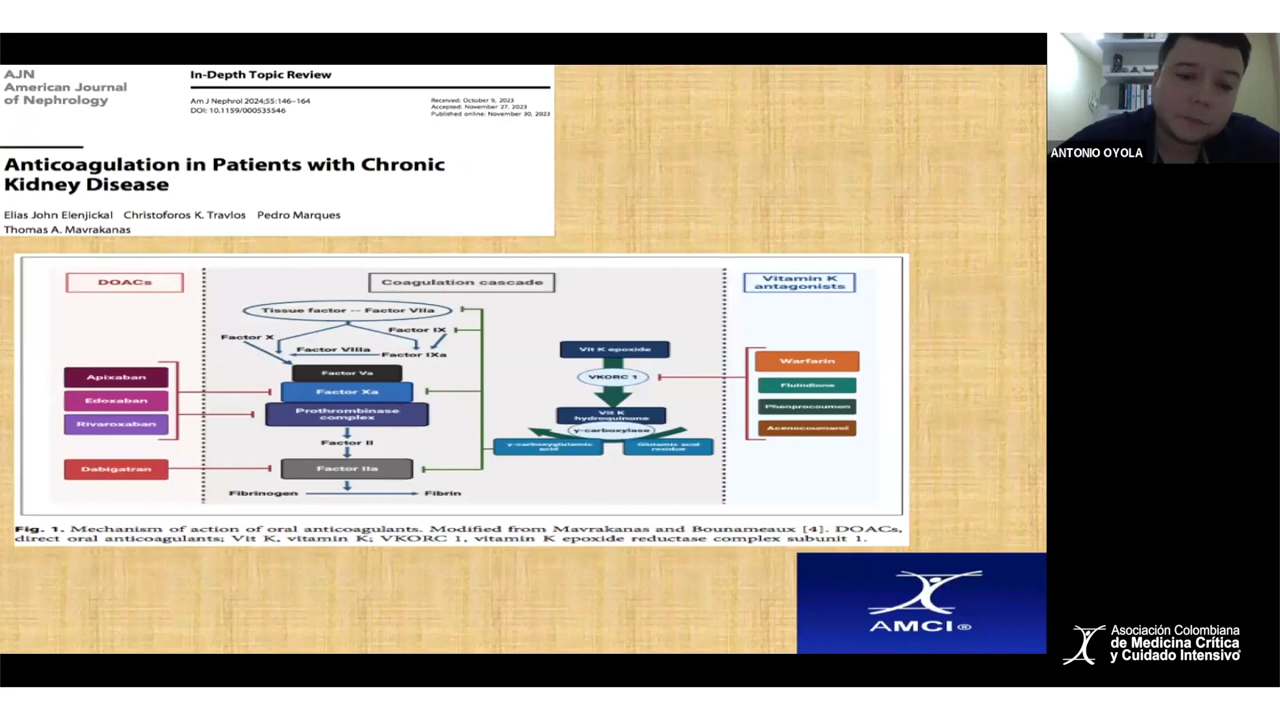 AJN
American Journal
of Nephrology
In-Depth Topic Review
Am J Nephrol 2024;55:146–164
DOI: 10.1159/000535546
Received: October 9, 2023
Accepted: November 27, 2023
Published online: November 30, 2023
Anticoagulation in Patients with Chronic
Kidney Disease
Elias John Elenjickal Christoforos K. Travlos Pedro Marques
Thomas A. Mavrakanas
DOACs
Apixaban
Edoxaban
Rivaroxaban
Dabigatran
Coagulation cascade
Tissue factor -- Factor VIIa
Factor X
Factor IX
Factor VIIIa
Factor IXa
Factor Va
Factor Xa
Prothrombinase
complex
Factor II
Factor IIa
Fibrinogen
Fibrin
Vit K epoxide
VKORC 1
Vit K
hydroquinone
γ-carboxylase
γ-carboxyglutamic
acid
Glutamic acid
residue
Vitamin K
antagonists
Warfarin
Fluindione
Phenprocoumon
Acenocoumarol
Fig. 1. Mechanism of action of oral anticoagulants. Modified from Mavrakanas and Bounameaux [4]. DOACs,
direct oral anticoagulants; Vit K, vitamin K; VKORC 1, vitamin K epoxide reductase complex subunit 1.
AMCI®
ANTONIO OYOLA
Asociación Colombiana
de Medicina Crítica
y Cuidado Intensivo